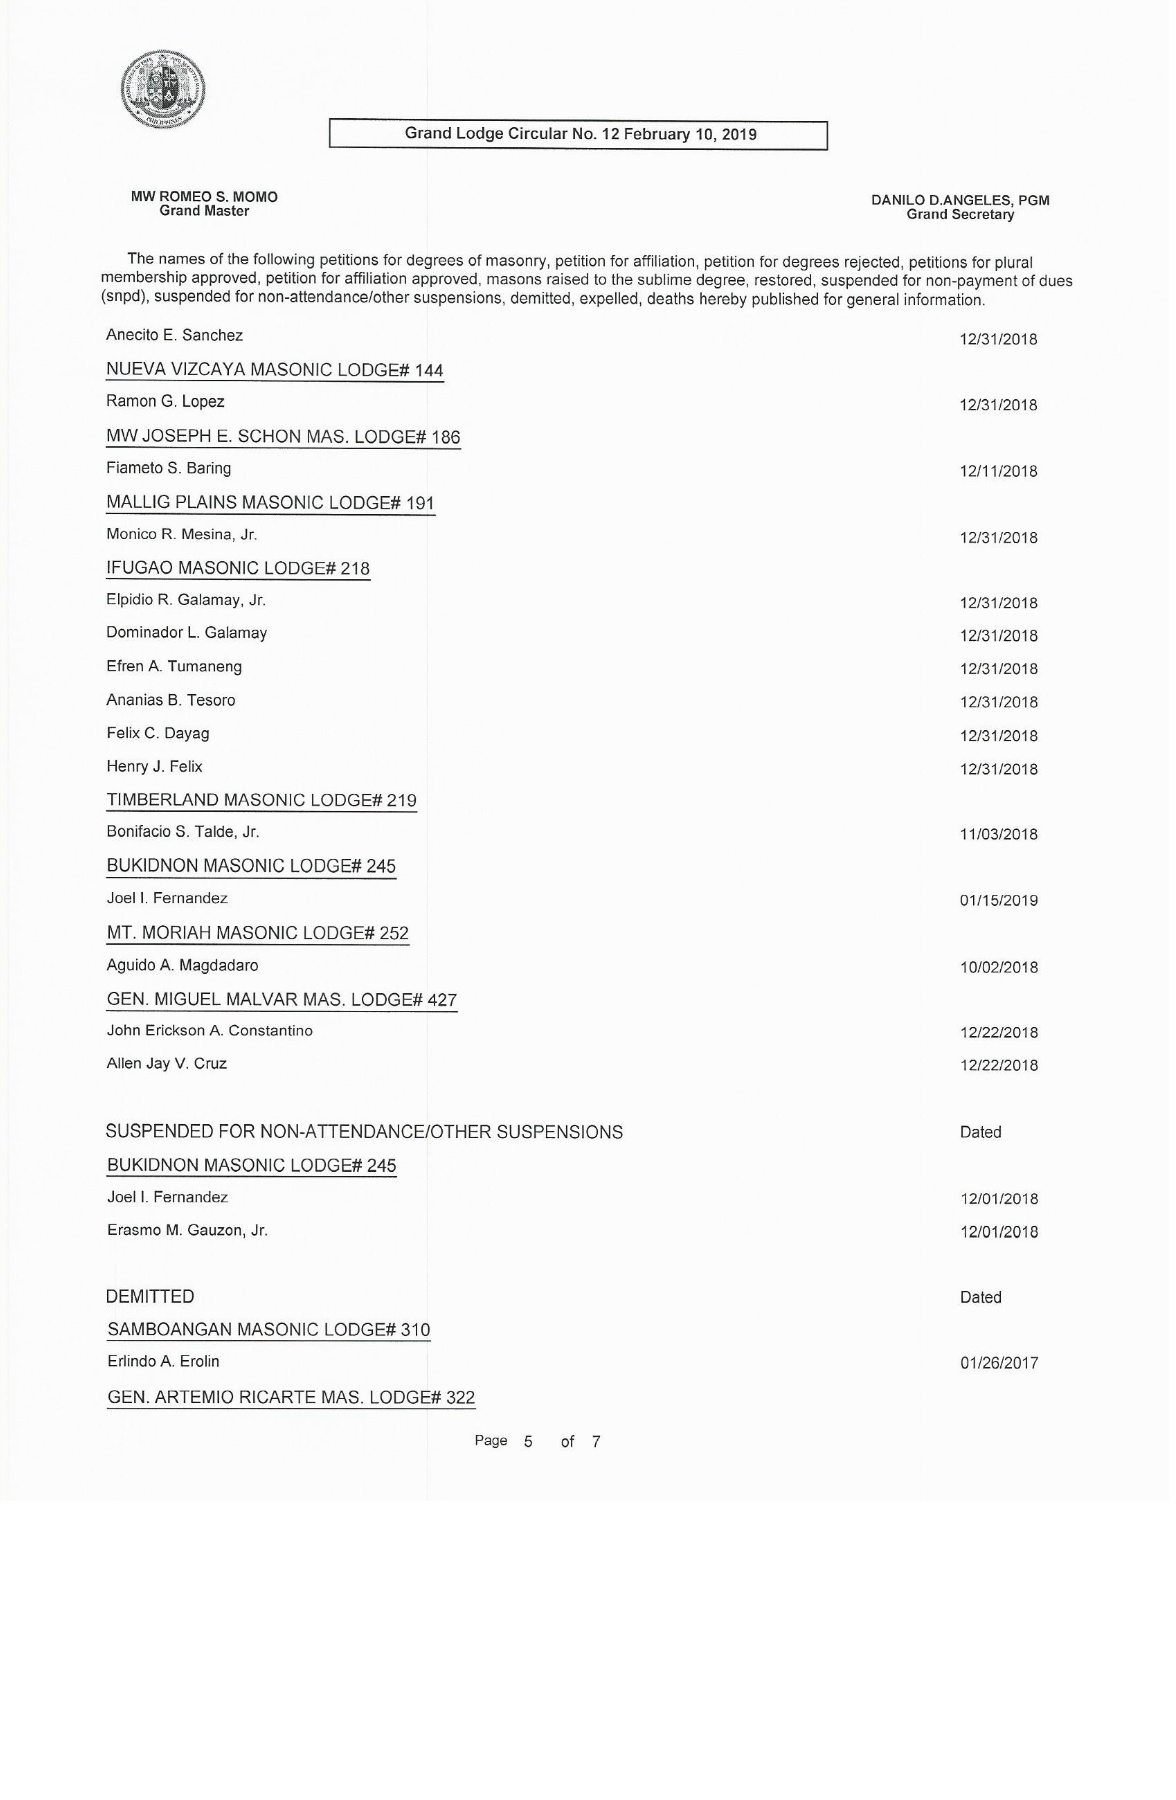 Grand Lodge Circular No. 12 February 10, 2019
MW ROMEO S. MOMO
Grand Master
DANILO D.ANGELES, PGM
Grand Secretary
The names of the following petitions for degrees of masonry, petition for affiliation, petition for degrees rejected, petitions for plural
membership approved, petition for affiliation approved, masons raised to the sublime degree, restored, suspended for non-payment of dues
(snpd), suspended for non-attendance/other suspensions, demitted, expelled, deaths hereby published for general information.
Anecito E. Sanchez 12/31/2018
NUEVA VIZCAYA MASONIC LODGE# 144
Ramon G. Lopez 12/31/2018
MW JOSEPH E. SCHON MAS. LODGE# 186
Fiameto S. Baring 12/11/2018
MALLIG PLAINS MASONIC LODGE# 191
Monico R. Mesina, Jr. 12/31/2018
IFUGAO MASONIC LODGE# 218
Elpidio R. Galamay, Jr. 12/31/2018
Dominador L. Galamay 12/31/2018
Efren A. Tumaneng 12/31/2018
Ananias B. Tesoro 12/31/2018
Felix C. Dayag 12/31/2018
Henry J. Felix 12/31/2018
TIMBERLAND MASONIC LODGE# 219
Bonifacio S. Talde, Jr. 11/03/2018
BUKIDNON MASONIC LODGE# 245
Joel I. Fernandez 01/15/2019
MT. MORIAH MASONIC LODGE# 252
Aguido A. Magdadaro 10/02/2018
GEN. MIGUEL MALVAR MAS. LODGE# 427
John Erickson A. Constantino 12/22/2018
Allen Jay V. Cruz 12/22/2018
SUSPENDED FOR NON-ATTENDANCE/OTHER SUSPENSIONS Dated
BUKIDNON MASONIC LODGE# 245
Joel I. Fernandez 12/01/2018
Erasmo M. Gauzon, Jr. 12/01/2018
DEMITTED Dated
SAMBOANGAN MASONIC LODGE# 310
Erlindo A. Erolin 01/26/2017
GEN. ARTEMIO RICARTE MAS. LODGE# 322
Page 5 of 7